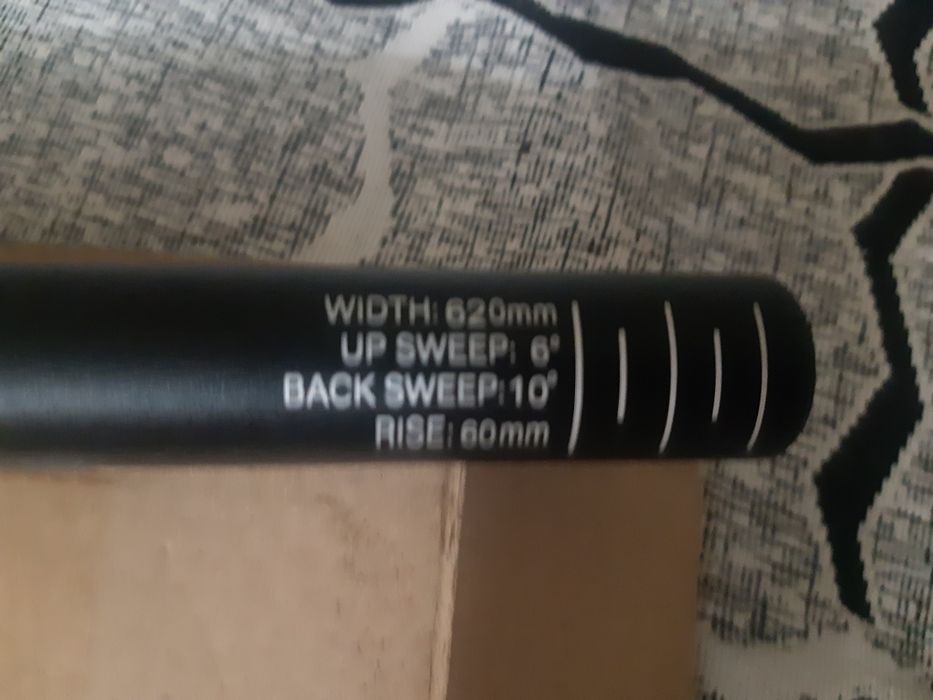 WIDTH: 620mm
UP SWEEP: 6°
BACK SWEEP:10°
RISE: 60mm